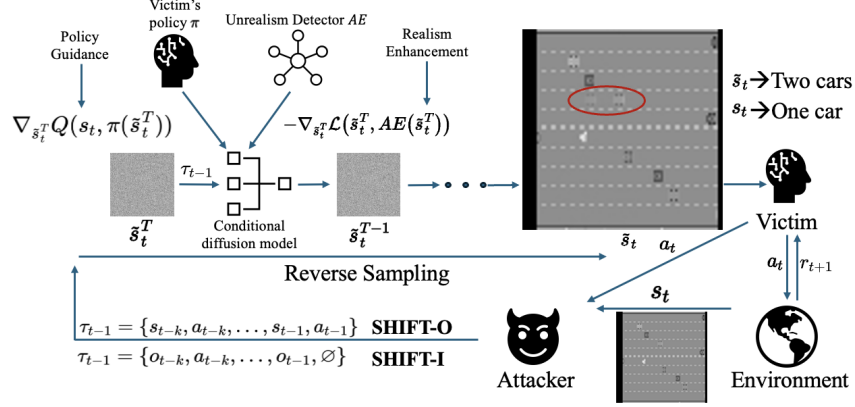 Policy
Guidance
Victim's
policy π
Unrealism Detector AE
Realism
Enhancement
∇_{s̃_t^T} Q(s_t, π(s̃_t^T))
−∇_{s̃_t^T} ℒ(s̃_t^T, AE(s̃_t^T))
s̃_t → Two cars
s_t → One car
τ_{t−1}
s̃_t^T
Conditional
diffusion model
s̃_t^{T−1}
s̃_t
a_t
Victim
Reverse Sampling
a_t
r_{t+1}
s_t
τ_{t−1} = {s_{t−k}, a_{t−k}, …, s_{t−1}, a_{t−1}} SHIFT-O
τ_{t−1} = {o_{t−k}, a_{t−k}, …, o_{t−1}, ∅} SHIFT-I
Attacker
Environment